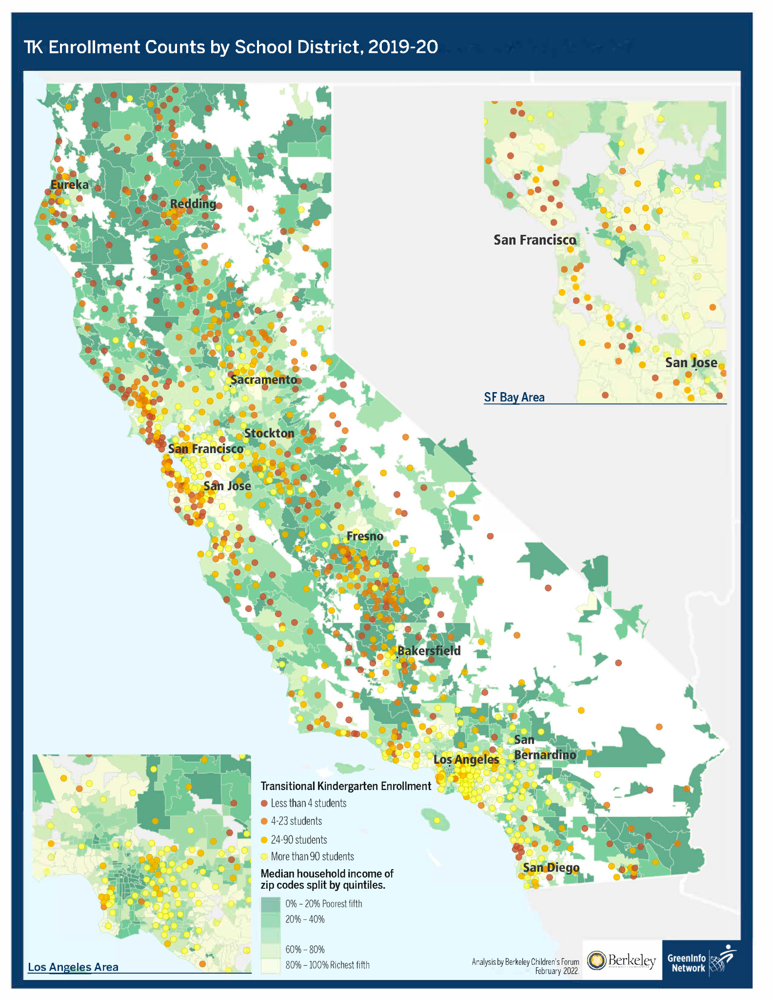 TK Enrollment Counts by School District, 2019-20
Eureka
Redding
San Francisco
San Jose
SF Bay Area
Sacramento
Stockton
San Francisco
San Jose
Fresno
Bakersfield
San
Bernardino
Los Angeles
San Diego
Transitional Kindergarten Enrollment
Less than 4 students
4-23 students
24-90 students
More than 90 students
Median household income of
zip codes split by quintiles.
0% – 20% Poorest fifth
20% – 40%
60% – 80%
80% – 100% Richest fifth
Los Angeles Area
Analysis by Berkeley Children's Forum
February 2022.
Berkeley
GreenInfo
Network